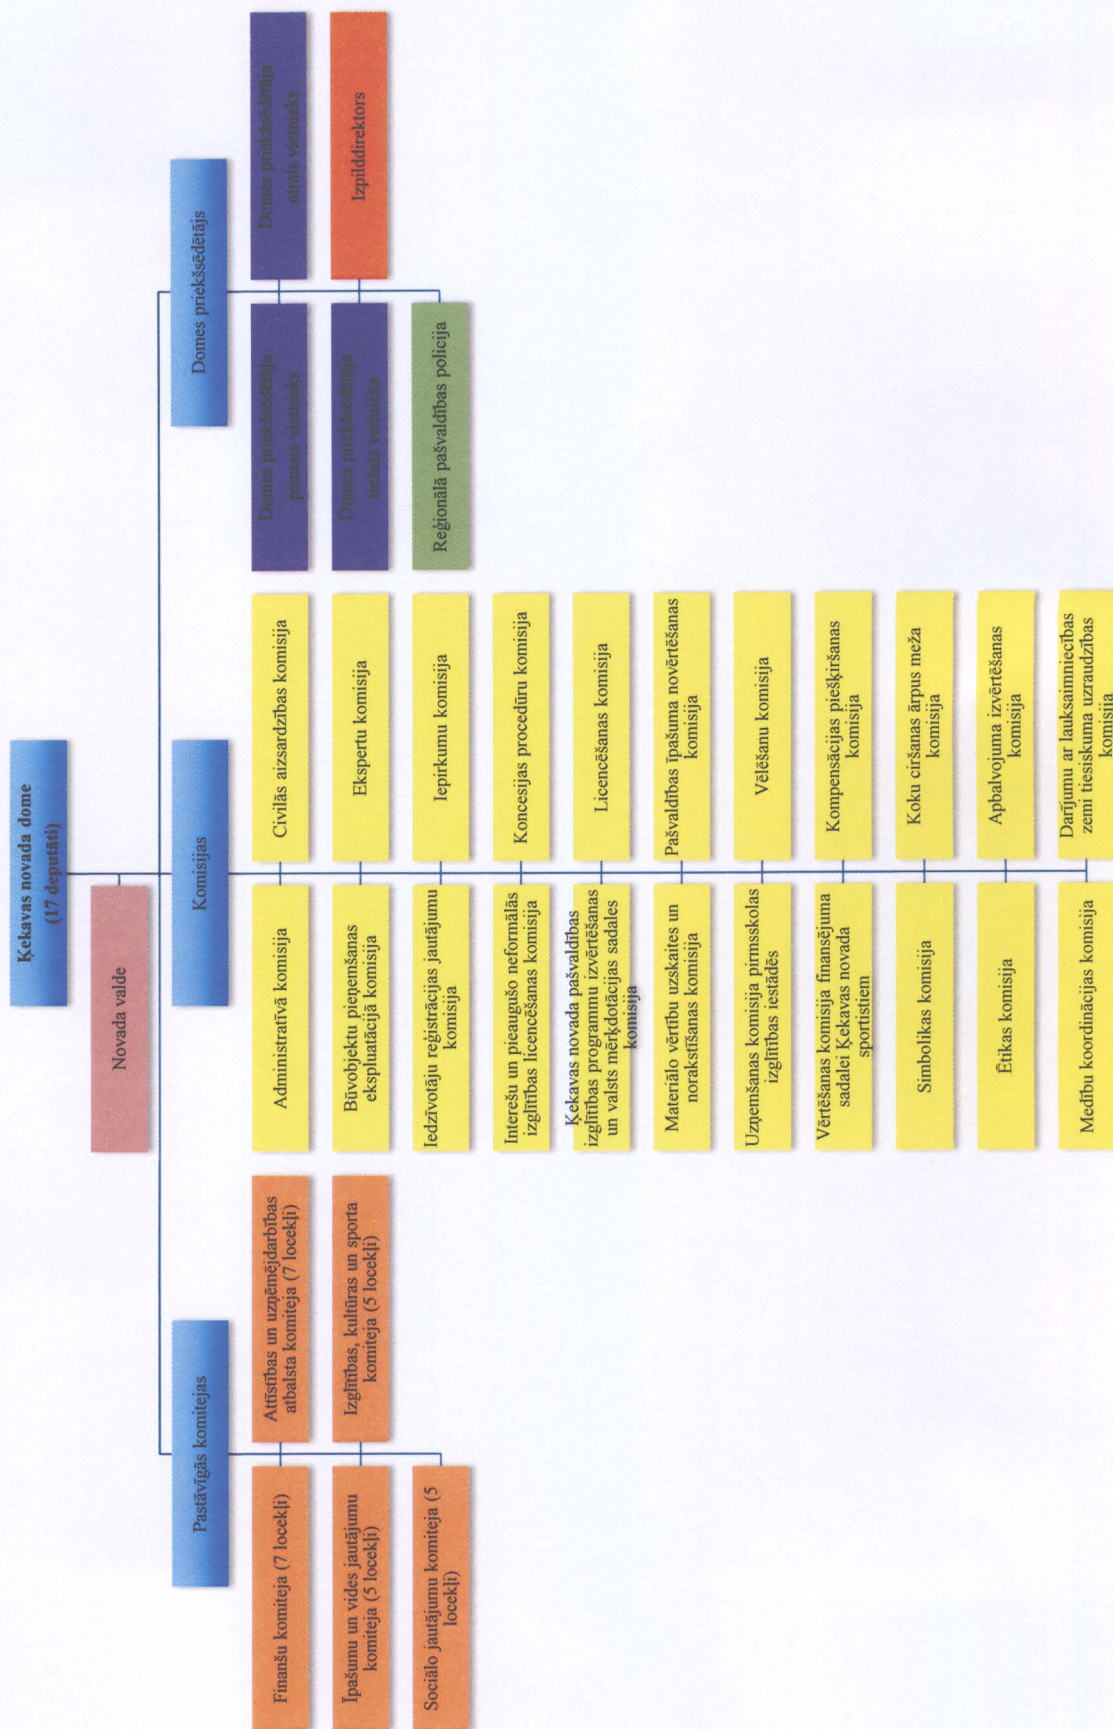 Ķekavas novada dome
(17 deputāti)
Novada valde
Pastāvīgās komitejas
Komisijas
Domes priekšsēdētājs
Finanšu komiteja (7 locekļi)
Attīstības un uzņēmējdarbības
atbalsta komiteja (7 locekļi)
Īpašumu un vides jautājumu
komiteja (5 locekļi)
Izglītības, kultūras un sporta
komiteja (5 locekļi)
Sociālo jautājumu komiteja (5
locekļi)
Administratīvā komisija
Civilās aizsardzības komisija
Būvobjektu pieņemšanas
ekspluatācijā komisija
Ekspertu komisija
Iedzīvotāju reģistrācijas jautājumu
komisija
Iepirkumu komisija
Interešu un pieaugušo neformālās
izglītības licencēšanas komisija
Koncesijas procedūru komisija
Ķekavas novada pašvaldības
izglītības programmu izvērtēšanas
un valsts mērķdotācijas sadales
komisija
Licencēšanas komisija
Materiālo vērtību uzskaites un
norakstīšanas komisija
Pašvaldības īpašuma novērtēšanas
komisija
Uzņemšanas komisija pirmsskolas
izglītības iestādēs
Vēlēšanu komisija
Vērtēšanas komisija finansējuma
sadalei Ķekavas novada
sportistiem
Kompensācijas piešķiršanas
komisija
Simbolikas komisija
Koku ciršanas ārpus meža
komisija
Ētikas komisija
Apbalvojuma izvērtēšanas
komisija
Medību koordinācijas komisija
Darījumu ar lauksaimniecības
zemi tiesiskuma uzraudzības
komisija
Domes priekšsēdētāja
pirmais vietnieks
Domes priekšsēdētāja
otrais vietnieks
Domes priekšsēdētāja
trešais vietnieks
Izpilddirektors
Reģionālā pašvaldības policija